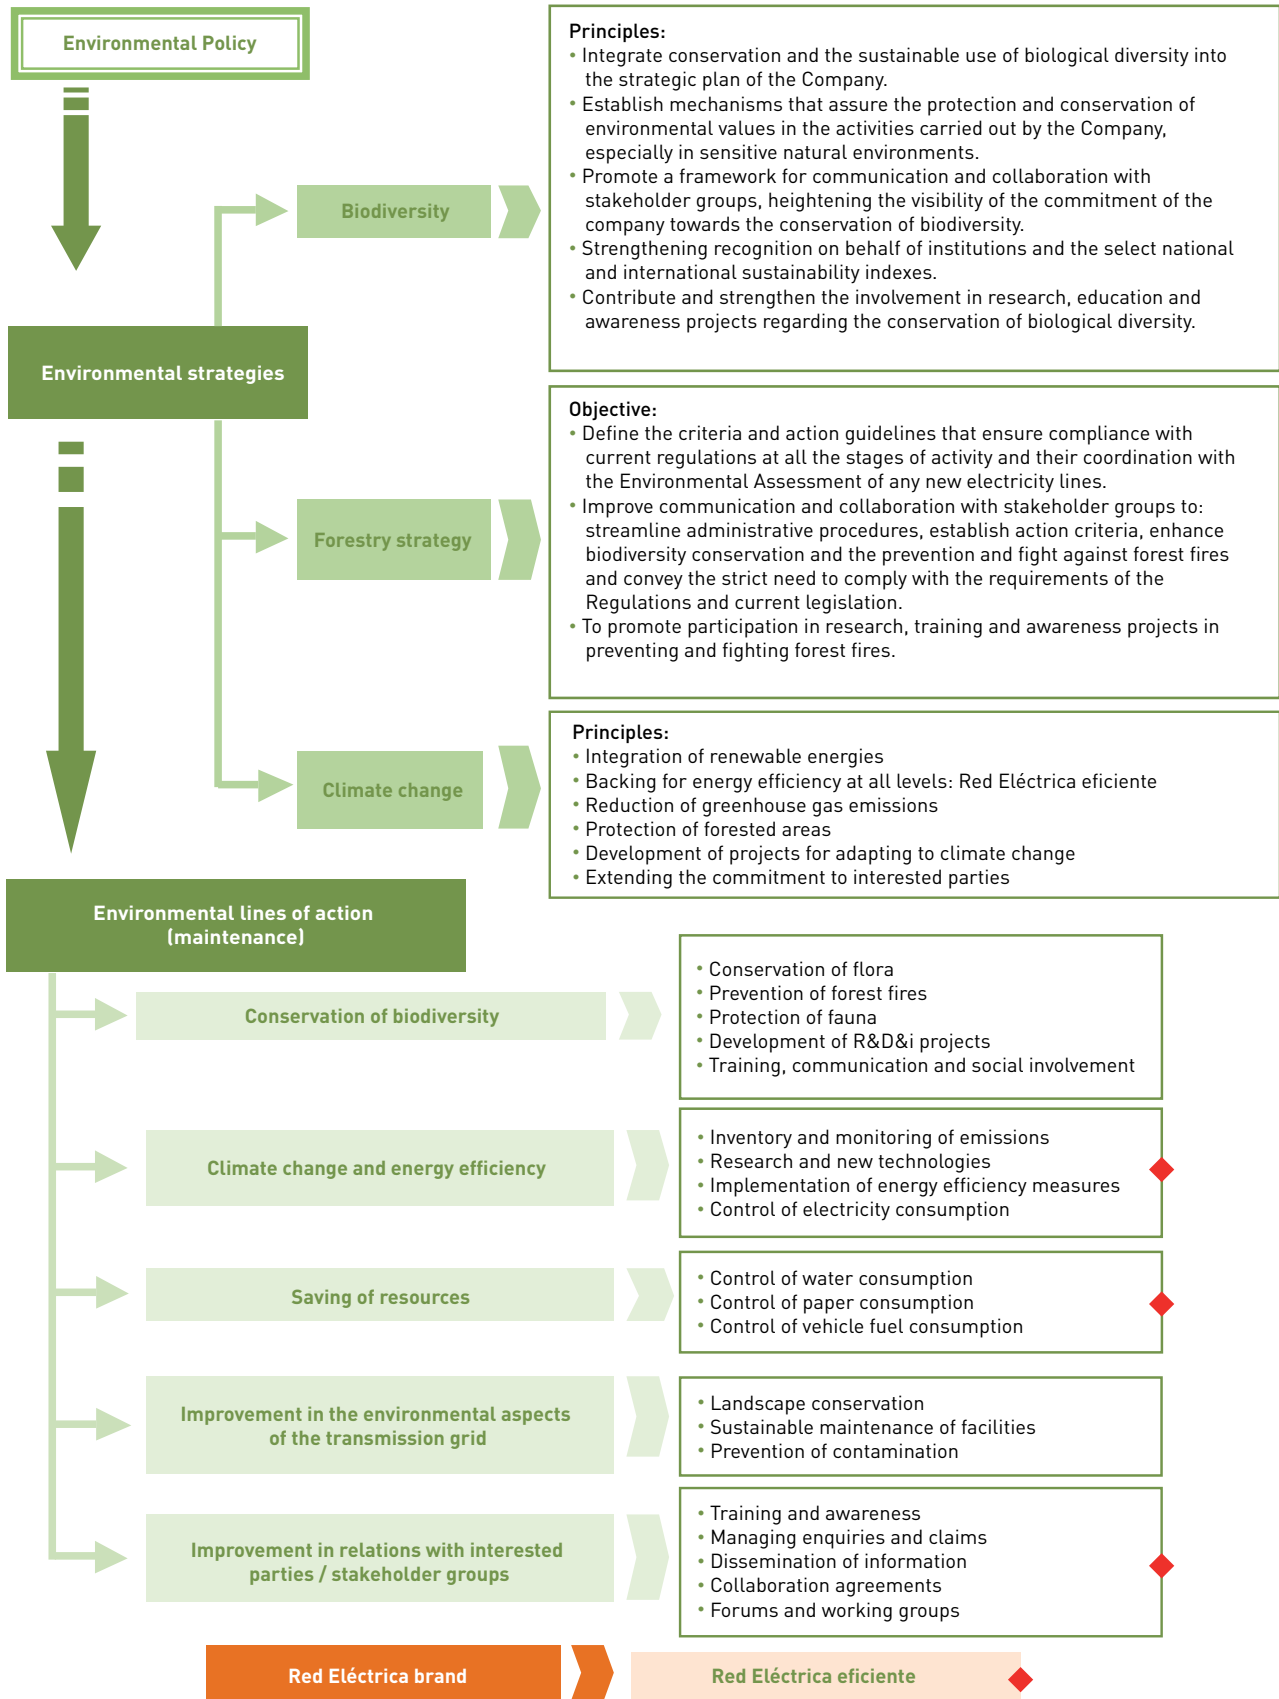 Environmental Policy
Principles:
• Integrate conservation and the sustainable use of biological diversity into
the strategic plan of the Company.
• Establish mechanisms that assure the protection and conservation of
environmental values in the activities carried out by the Company,
especially in sensitive natural environments.
• Promote a framework for communication and collaboration with
stakeholder groups, heightening the visibility of the commitment of the
company towards the conservation of biodiversity.
• Strengthening recognition on behalf of institutions and the select national
and international sustainability indexes.
• Contribute and strengthen the involvement in research, education and
awareness projects regarding the conservation of biological diversity.
Biodiversity
Environmental strategies
Objective:
• Define the criteria and action guidelines that ensure compliance with
current regulations at all the stages of activity and their coordination with
the Environmental Assessment of any new electricity lines.
• Improve communication and collaboration with stakeholder groups to:
streamline administrative procedures, establish action criteria, enhance
biodiversity conservation and the prevention and fight against forest fires
and convey the strict need to comply with the requirements of the
Regulations and current legislation.
• To promote participation in research, training and awareness projects in
preventing and fighting forest fires.
Forestry strategy
Principles:
• Integration of renewable energies
• Backing for energy efficiency at all levels: Red Eléctrica eficiente
• Reduction of greenhouse gas emissions
• Protection of forested areas
• Development of projects for adapting to climate change
• Extending the commitment to interested parties
Climate change
Environmental lines of action
(maintenance)
Conservation of biodiversity
• Conservation of flora
• Prevention of forest fires
• Protection of fauna
• Development of R&D&i projects
• Training, communication and social involvement
Climate change and energy efficiency
• Inventory and monitoring of emissions
• Research and new technologies
• Implementation of energy efficiency measures
• Control of electricity consumption
Saving of resources
• Control of water consumption
• Control of paper consumption
• Control of vehicle fuel consumption
Improvement in the environmental aspects
of the transmission grid
• Landscape conservation
• Sustainable maintenance of facilities
• Prevention of contamination
Improvement in relations with interested
parties / stakeholder groups
• Training and awareness
• Managing enquiries and claims
• Dissemination of information
• Collaboration agreements
• Forums and working groups
Red Eléctrica brand
Red Eléctrica eficiente